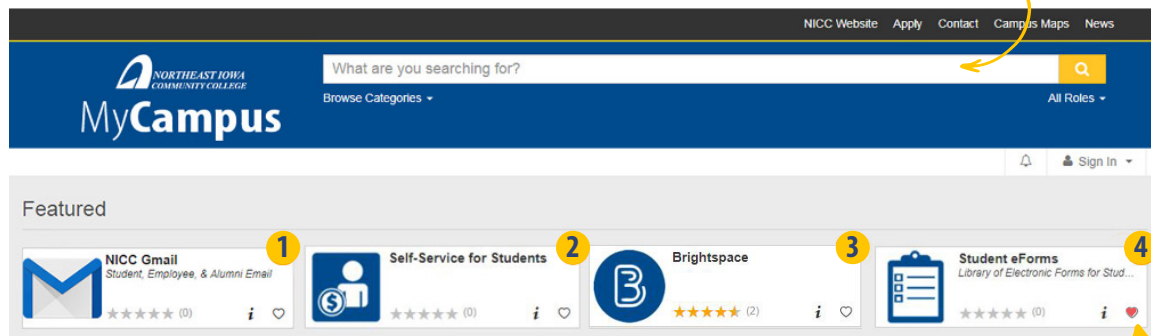 NICC Website Apply Contact Campus Maps News
NORTHEAST IOWA
COMMUNITY COLLEGE
MyCampus
What are you searching for?
Browse Categories
All Roles
Sign In
Featured
1
NICC Gmail
Student, Employee, & Alumni Email
(0) i
2
Self-Service for Students
(0) i
3
Brightspace
(2) i
4
Student eForms
Library of Electronic Forms for Stud...
(0) i